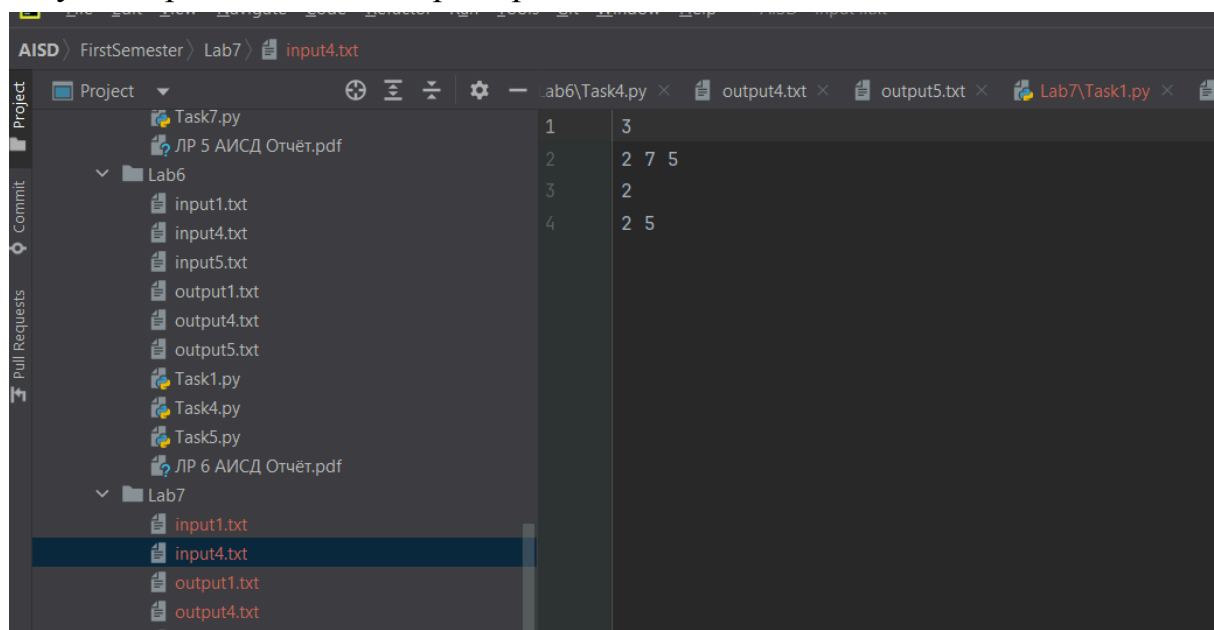 AISD FirstSemester Lab7 input4.txt
Project
Project
Commit
Pull Requests
Task7.py
ЛР 5 АИСД Отчёт.pdf
Lab6
input1.txt
input4.txt
input5.txt
output1.txt
output4.txt
output5.txt
Task1.py
Task4.py
Task5.py
ЛР 6 АИСД Отчёт.pdf
Lab7
input1.txt
input4.txt
output1.txt
output4.txt
Lab6\Task4.py output4.txt output5.txt Lab7\Task1.py
1 3
2 2 7 5
3 2
4 2 5